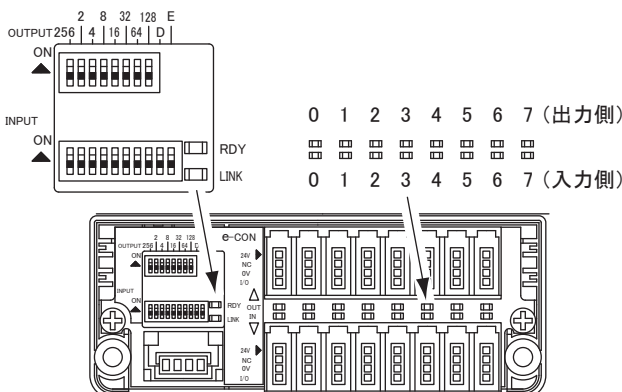 2 8 32 128 E
OUTPUT 256 4 16 64 D
ON
INPUT
ON
RDY
LINK
0 1 2 3 4 5 6 7 (出力側)
0 1 2 3 4 5 6 7 (入力側)
2 8 32 128
OUTPUT 256 4 16 64 D
ON
INPUT
ON
RDY
LINK
e-CON
24V
NC
0V
I/O
OUT
IN
24V
NC
0V
I/O